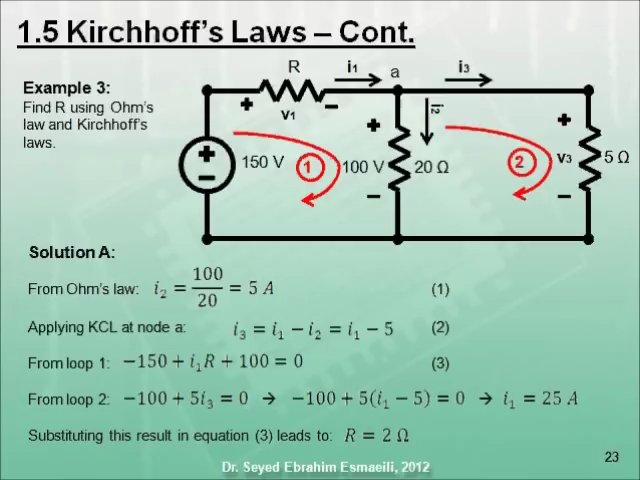 1.5 Kirchhoff's Laws – Cont.
Example 3:
Find R using Ohm's
law and Kirchhoff's
laws.
R
i1
a
i3
+ v1 −
i2
+
−
150 V
1
+
100 V
−
20 Ω
2
+
v3
−
5 Ω
Solution A:
From Ohm's law: i₂ = 100/20 = 5 A (1)
Applying KCL at node a: i₃ = i₁ − i₂ = i₁ − 5 (2)
From loop 1: −150 + i₁R + 100 = 0 (3)
From loop 2: −100 + 5i₃ = 0 → −100 + 5(i₁ − 5) = 0 → i₁ = 25 A
Substituting this result in equation (3) leads to: R = 2 Ω
23
Dr. Seyed Ebrahim Esmaeili, 2012